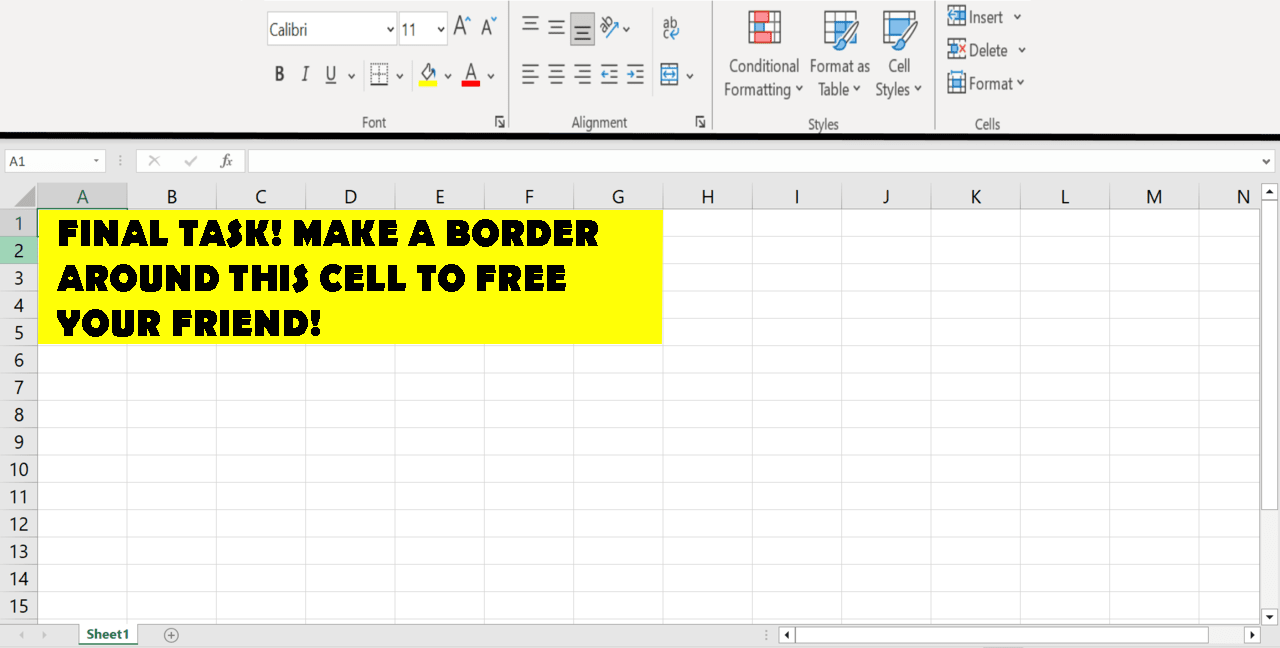 Calibri 11 A A ab
B I U A c
Conditional Format as Cell
Formatting Table Styles
Insert
Delete
Format
Font Alignment Styles Cells
A1 fx
A B C D E F G H I J K L M N
1
2
3
4
5
FINAL TASK! MAKE A BORDER
AROUND THIS CELL TO FREE
YOUR FRIEND!
6
7
8
9
10
11
12
13
14
15
Sheet1